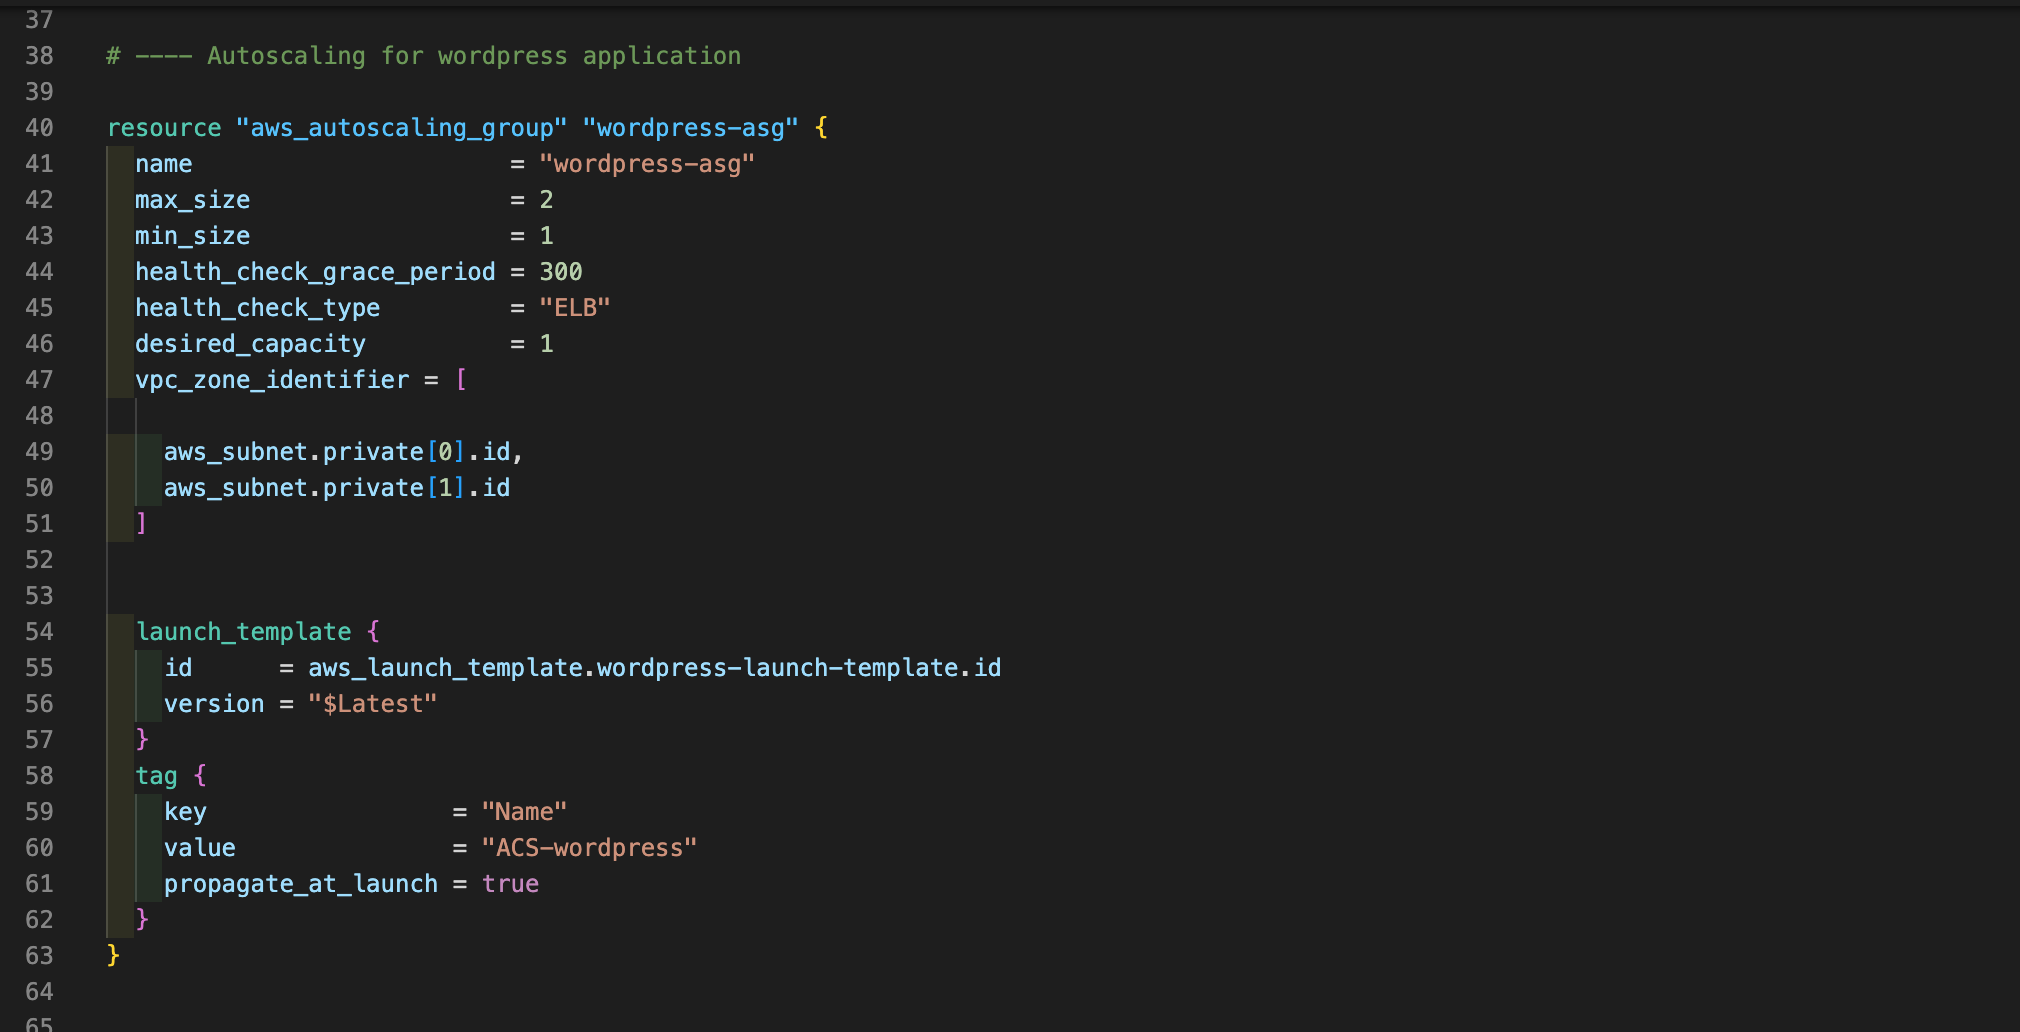 37
38 # ---- Autoscaling for wordpress application
39
40 resource "aws_autoscaling_group" "wordpress-asg" {
41   name                      = "wordpress-asg"
42   max_size                  = 2
43   min_size                  = 1
44   health_check_grace_period = 300
45   health_check_type         = "ELB"
46   desired_capacity          = 1
47   vpc_zone_identifier = [
48
49     aws_subnet.private[0].id,
50     aws_subnet.private[1].id
51   ]
52
53
54   launch_template {
55     id      = aws_launch_template.wordpress-launch-template.id
56     version = "$Latest"
57   }
58   tag {
59     key                 = "Name"
60     value               = "ACS-wordpress"
61     propagate_at_launch = true
62   }
63 }
64
65